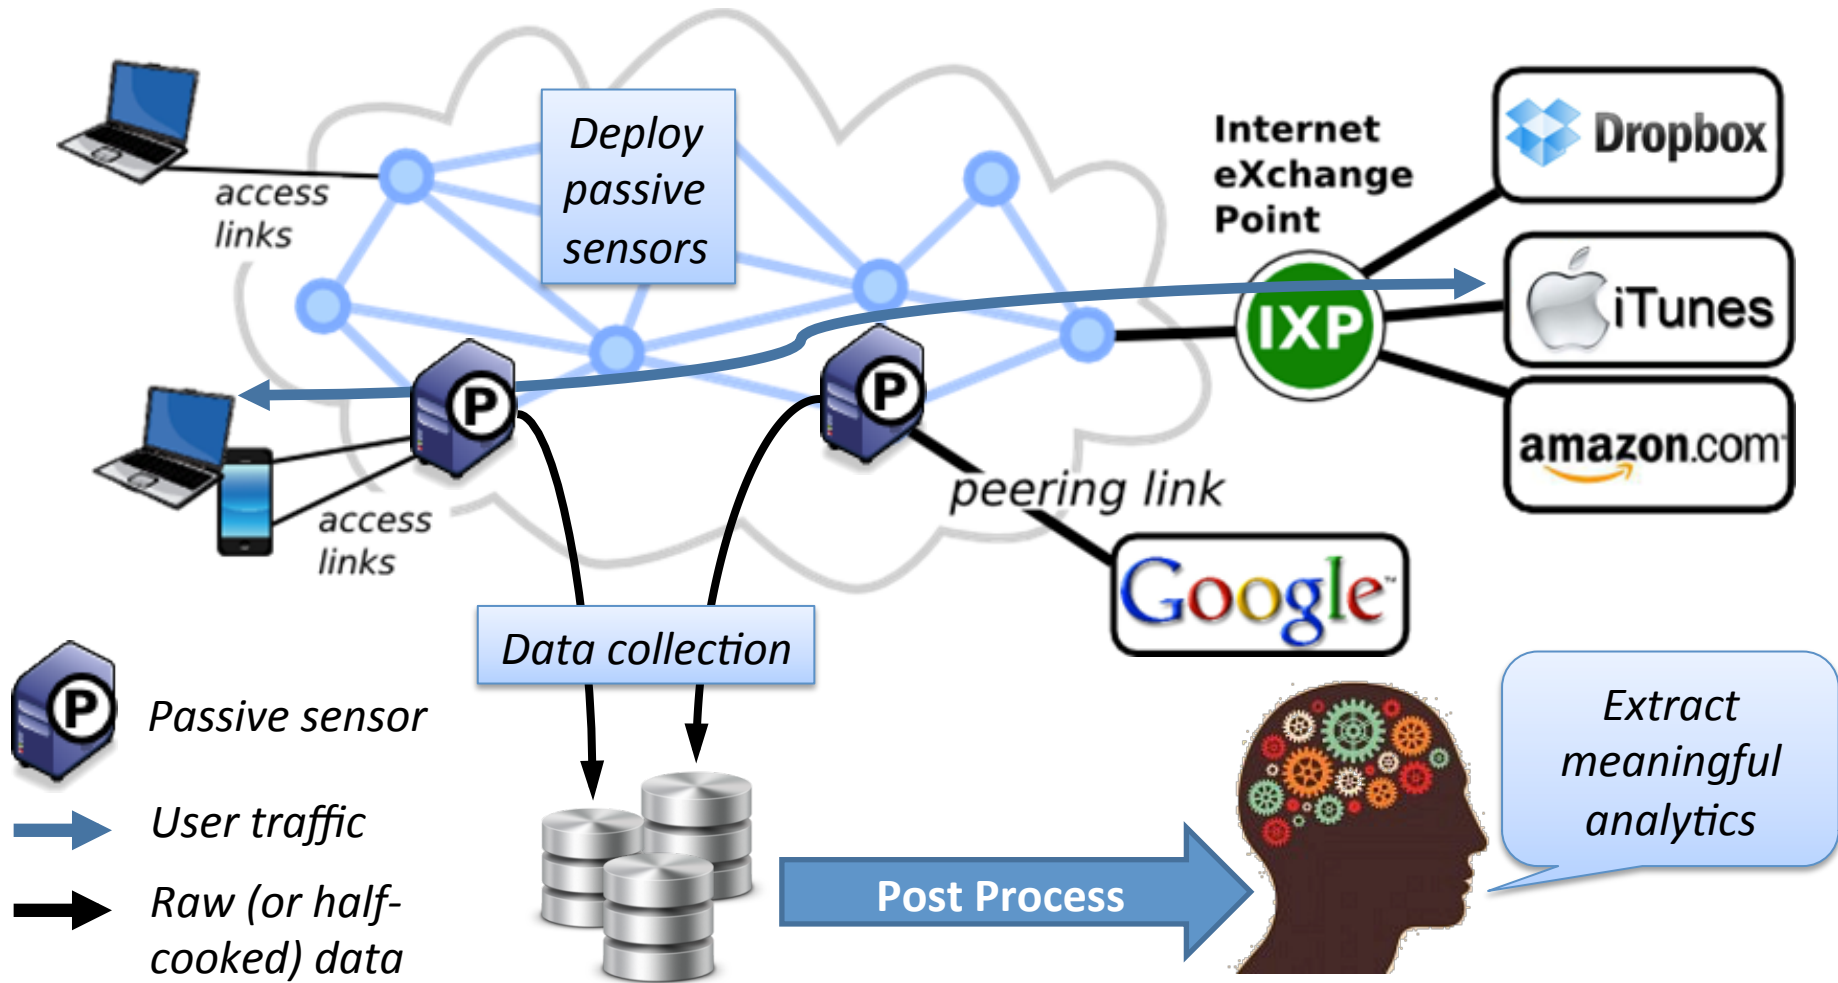 Deploy
passive
sensors
access
links
Internet
eXchange
Point
Dropbox
iTunes
IXP
amazon.com
P
P
access
links
peering link
Google™
Data collection
P
Passive sensor
User traffic
Raw (or half-
cooked) data
Post Process
Extract
meaningful
analytics